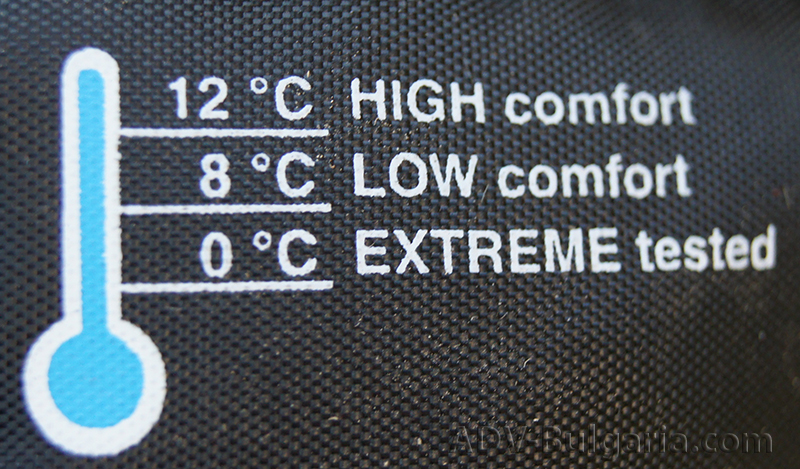 12 °C HIGH comfort
8 °C LOW comfort
0 °C EXTREME tested
ADV-Bulgaria.com